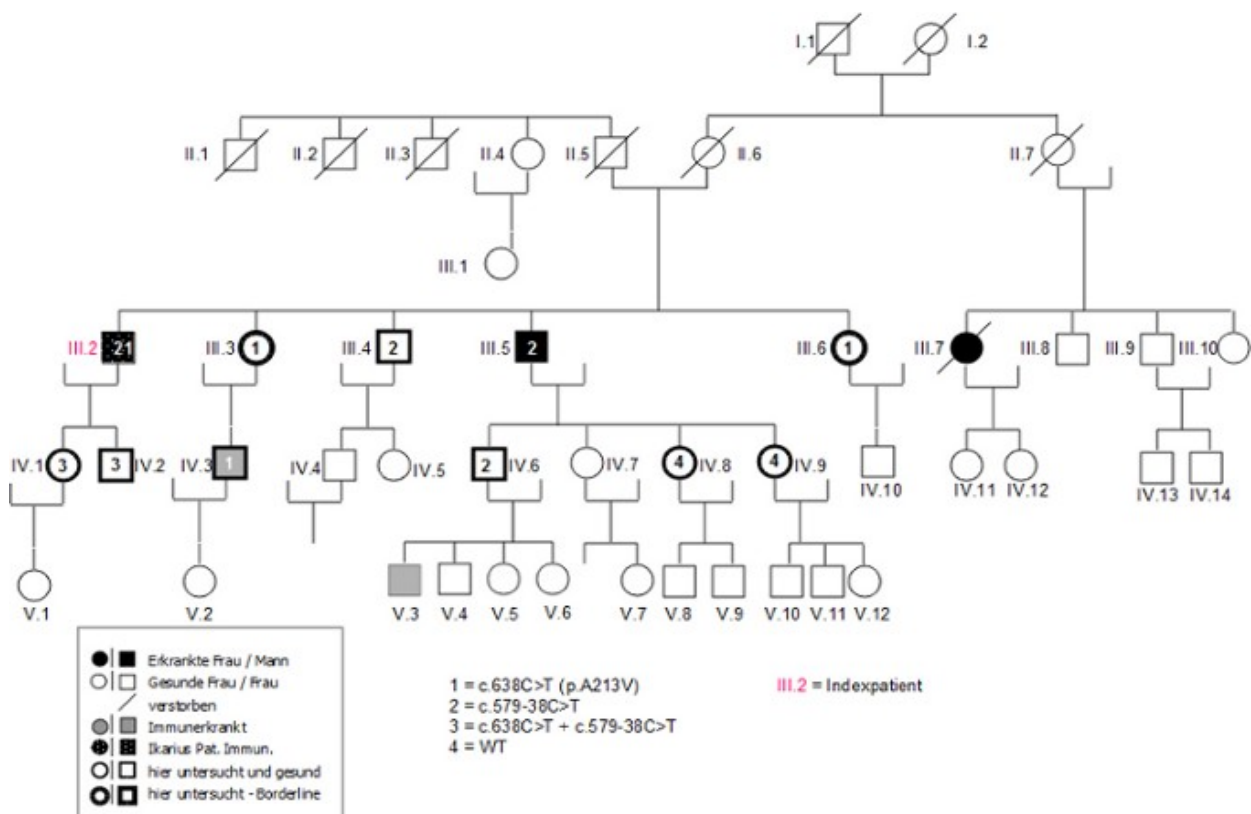 I.1 I.2
II.1 II.2 II.3 II.4 II.5 II.6 II.7
III.1
III.2 21 III.3 1 III.4 2 III.5 2 III.6 1 III.7 III.8 III.9 III.10
IV.1 3 3 IV.2 IV.3 1 IV.4 IV.5 2 IV.6 IV.7 4 IV.8 4 IV.9 IV.10 IV.11 IV.12 IV.13 IV.14
V.1 V.2 V.3 V.4 V.5 V.6 V.7 V.8 V.9 V.10 V.11 V.12
Erkrankte Frau / Mann
Gesunde Frau / Frau
verstorben
Immunerkrankt
Ikarius Pat. Immun.
hier untersucht und gesund
hier untersucht - Borderline
1 = c.638C>T (p.A213V)
2 = c.579-38C>T
3 = c.638C>T + c.579-38C>T
4 = WT
III.2 = Indexpatient